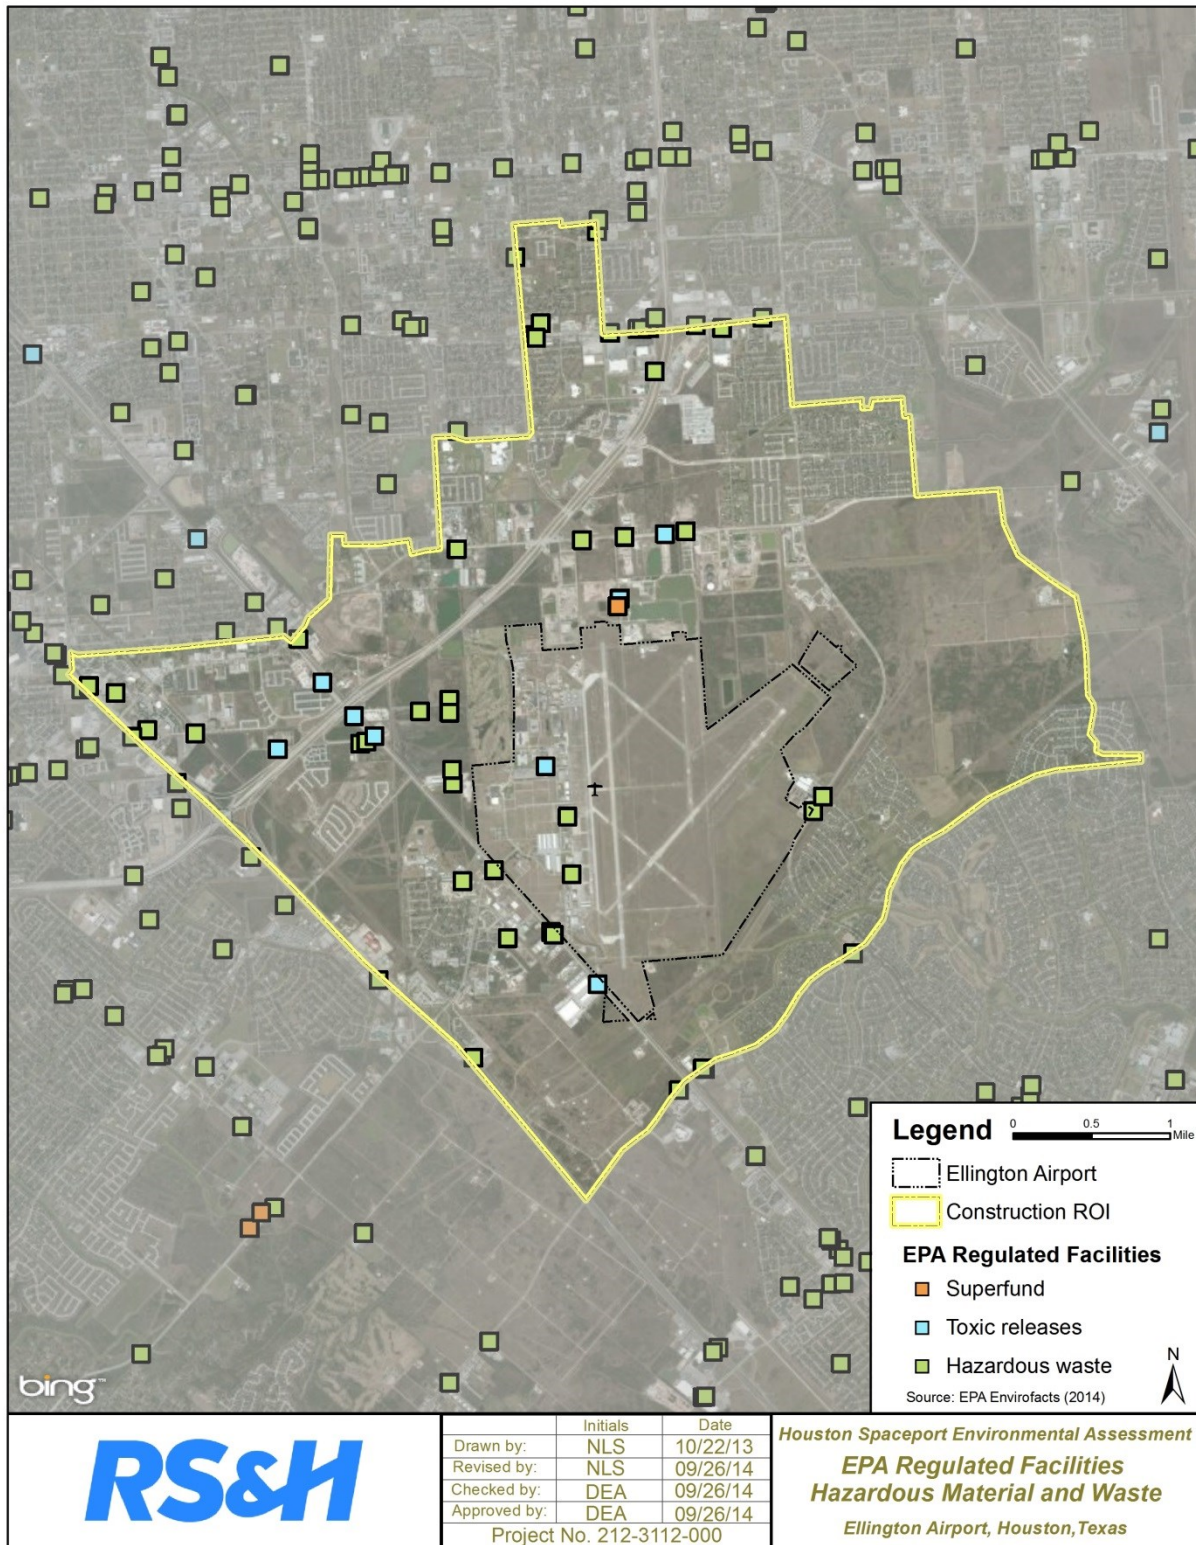 Legend
0 0.5 1
Mile
Ellington Airport
Construction ROI
EPA Regulated Facilities
Superfund
Toxic releases
Hazardous waste
N
Source: EPA Envirofacts (2014)
bing™
RS&H
Initials Date
Drawn by: NLS 10/22/13
Revised by: NLS 09/26/14
Checked by: DEA 09/26/14
Approved by: DEA 09/26/14
Project No. 212-3112-000
Houston Spaceport Environmental Assessment
EPA Regulated Facilities
Hazardous Material and Waste
Ellington Airport, Houston,Texas